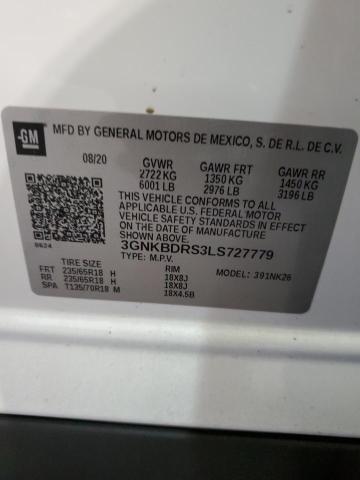 GM
MFD BY GENERAL MOTORS DE MEXICO, S. DE R.L. DE C.V.
08/20 GVWR GAWR FRT GAWR RR
2722 KG 1350 KG 1450 KG
6001 LB 2976 LB 3196 LB
THIS VEHICLE CONFORMS TO ALL
APPLICABLE U.S. FEDERAL MOTOR
VEHICLE SAFETY STANDARDS IN EFFECT
ON THE DATE OF MANUFACTURE
SHOWN ABOVE.
3GNKBDRS3LS727779
TYPE: M.P.V. MODEL: 391NK26
0624
TIRE SIZE RIM
FRT 235/65R18 H 18X8J
RR 235/65R18 H 18X8J
SPA T135/70R18 M 18X4.5B